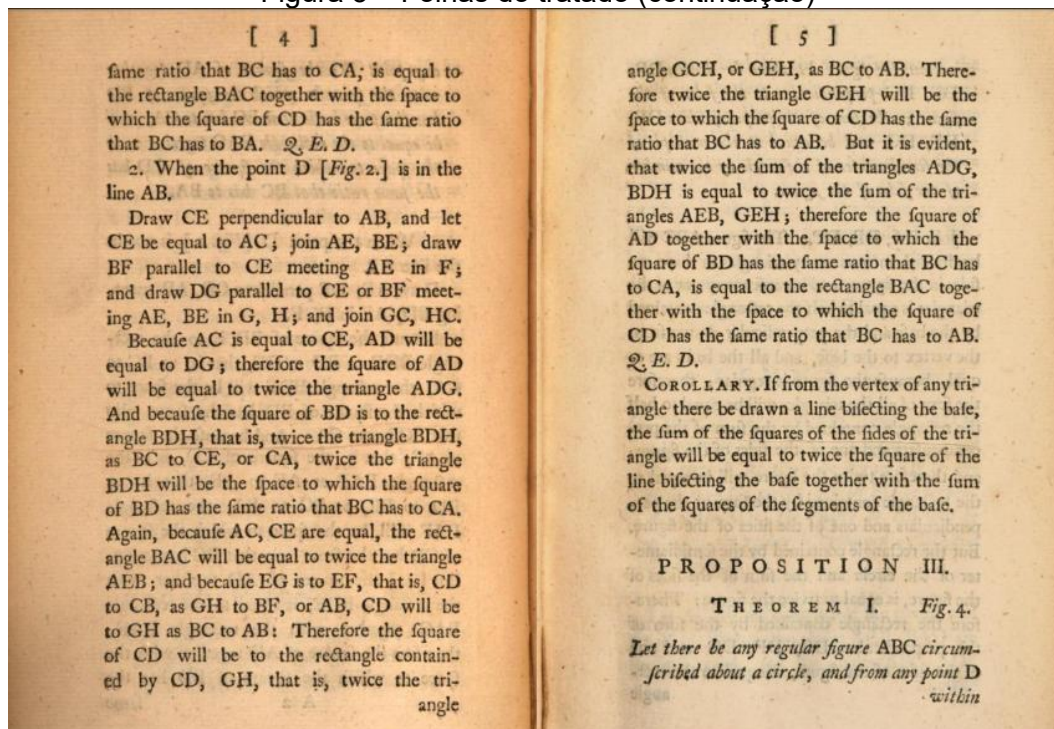 Figura 3 – Folhas do tratado (continuação)
[ 4 ]
ſame ratio that BC has to CA; is equal to
the rectangle BAC together with the ſpace to
which the ſquare of CD has the ſame ratio
that BC has to BA. Q. E. D.
2. When the point D [Fig. 2.] is in the
line AB.
Draw CE perpendicular to AB, and let
CE be equal to AC; join AE, BE; draw
BF parallel to CE meeting AE in F;
and draw DG parallel to CE or BF meet-
ing AE, BE in G, H; and join GC, HC.
Becauſe AC is equal to CE, AD will be
equal to DG; therefore the ſquare of AD
will be equal to twice the triangle ADG.
And becauſe the ſquare of BD is to the rect-
angle BDH, that is, twice the triangle BDH,
as BC to CE, or CA, twice the triangle
BDH will be the ſpace to which the ſquare
of BD has the ſame ratio that BC has to CA.
Again, becauſe AC, CE are equal, the rect-
angle BAC will be equal to twice the triangle
AEB; and becauſe EG is to EF, that is, CD
to CB, as GH to BF, or AB, CD will be
to GH as BC to AB: Therefore the ſquare
of CD will be to the rectangle contain-
ed by CD, GH, that is, twice the tri-
angle
[ 5 ]
angle GCH, or GEH, as BC to AB. There-
fore twice the triangle GEH will be the
ſpace to which the ſquare of CD has the ſame
ratio that BC has to AB. But it is evident,
that twice the ſum of the triangles ADG,
BDH is equal to twice the ſum of the tri-
angles AEB, GEH; therefore the ſquare of
AD together with the ſpace to which the
ſquare of BD has the ſame ratio that BC has
to CA, is equal to the rectangle BAC toge-
ther with the ſpace to which the ſquare of
CD has the ſame ratio that BC has to AB.
Q. E. D.
COROLLARY. If from the vertex of any tri-
angle there be drawn a line biſecting the baſe,
the ſum of the ſquares of the ſides of the tri-
angle will be equal to twice the ſquare of the
line biſecting the baſe together with the ſum
of the ſquares of the ſegments of the baſe.
PROPOSITION III.
THEOREM I. Fig. 4.
Let there be any regular figure ABC circum-
ſcribed about a circle, and from any point D
within